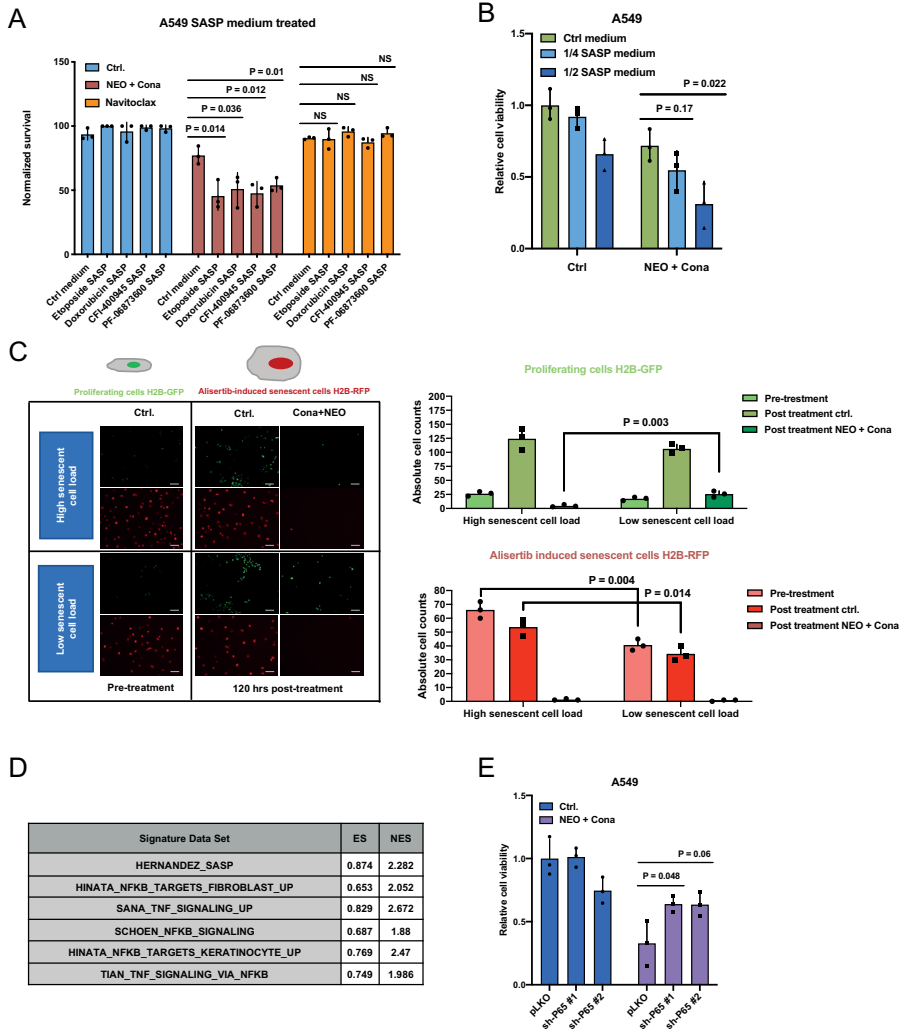 A
A549 SASP medium treated
Normalized survival
150
100
50
0
Ctrl.
NEO + Cona
Navitoclax
P = 0.01
P = 0.012
P = 0.036
P = 0.014
NS
NS
NS
NS
Ctrl medium
Etoposide SASP
Doxorubicin SASP
CFI-400945 SASP
PF-06873600 SASP
Ctrl medium
Etoposide SASP
Doxorubicin SASP
CFI-400945 SASP
PF-06873600 SASP
Ctrl medium
Etoposide SASP
Doxorubicin SASP
CFI-400945 SASP
PF-06873600 SASP
B
A549
Relative cell viability
1.5
1.0
0.5
0.0
Ctrl medium
1/4 SASP medium
1/2 SASP medium
P = 0.022
P = 0.17
Ctrl
NEO + Cona
C
Proliferating cells H2B-GFP
Alisertib-induced senescent cells H2B-RFP
Ctrl.
Ctrl.
Cona+NEO
High senescent
cell load
Low senescent
cell load
Pre-treatment
120 hrs post-treatment
Proliferating cells H2B-GFP
Absolute cell counts
200
175
150
125
100
75
50
25
0
P = 0.003
Pre-treatment
Post treatment ctrl.
Post treatment NEO + Cona
High senescent cell load
Low senescent cell load
Alisertib induced senescent cells H2B-RFP
Absolute cell counts
80
70
60
50
40
30
20
10
0
P = 0.004
P = 0.014
Pre-trestment
Post treatment ctrl.
Post treatment NEO + Cona
High senescent cell load
Low senescent cell load
D
Signature Data Set ES NES
HERNANDEZ_SASP 0.874 2.282
HINATA_NFKB_TARGETS_FIBROBLAST_UP 0.653 2.052
SANA_TNF_SIGNALING_UP 0.829 2.672
SCHOEN_NFKB_SIGNALING 0.687 1.88
HINATA_NFKB_TARGETS_KERATINOCYTE_UP 0.769 2.47
TIAN_TNF_SIGNALING_VIA_NFKB 0.749 1.986
E
A549
Relative cell viability
1.5
1.0
0.5
0.0
Ctrl.
NEO + Cona
P = 0.06
P = 0.048
pLKO
sh-P65 #1
sh-P65 #2
pLKO
sh-P65 #1
sh-P65 #2